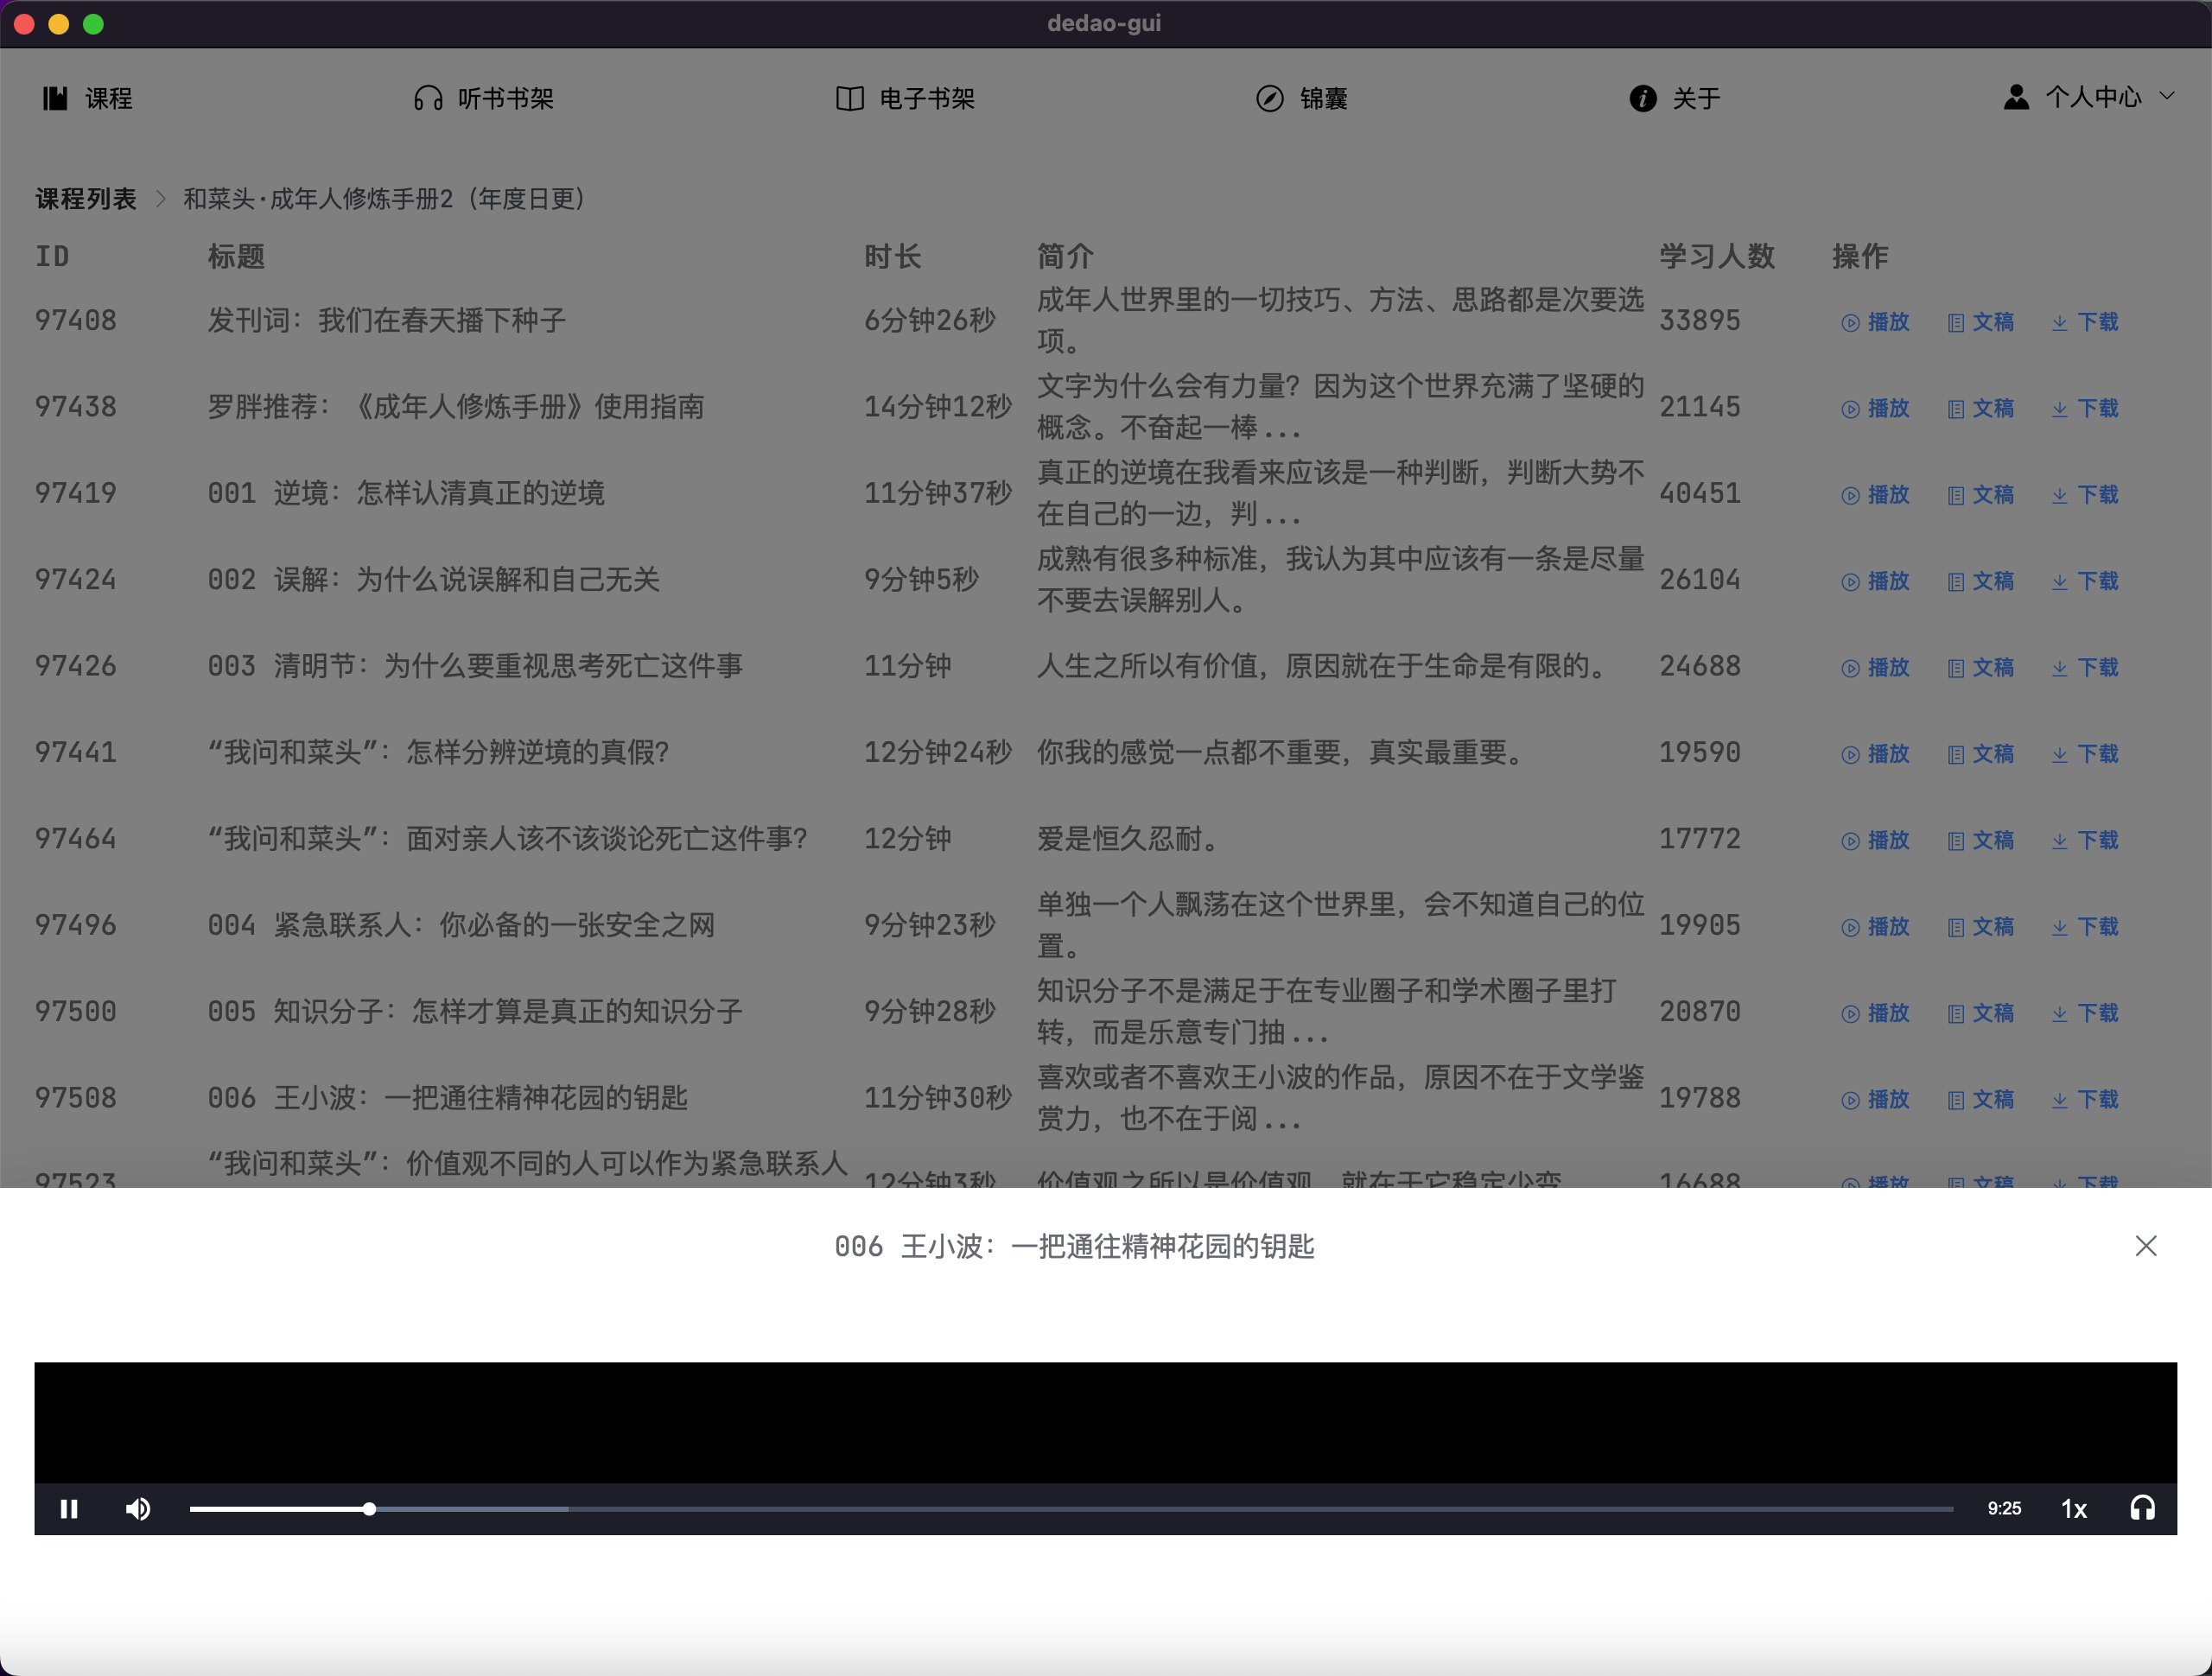 dedao-gui
课程
听书书架
电子书架
锦囊
关于
个人中心
课程列表 和菜头·成年人修炼手册2（年度日更）
ID 标题 时长 简介 学习人数 操作
97408 发刊词：我们在春天播下种子 6分钟26秒 成年人世界里的一切技巧、方法、思路都是次要选
项。 33895 播放 文稿 下载
97438 罗胖推荐：《成年人修炼手册》使用指南 14分钟12秒 文字为什么会有力量？因为这个世界充满了坚硬的
概念。不奋起一棒... 21145 播放 文稿 下载
97419 001 逆境：怎样认清真正的逆境 11分钟37秒 真正的逆境在我看来应该是一种判断，判断大势不
在自己的一边，判... 40451 播放 文稿 下载
97424 002 误解：为什么说误解和自己无关 9分钟5秒 成熟有很多种标准，我认为其中应该有一条是尽量
不要去误解别人。 26104 播放 文稿 下载
97426 003 清明节：为什么要重视思考死亡这件事 11分钟 人生之所以有价值，原因就在于生命是有限的。 24688 播放 文稿 下载
97441 “我问和菜头”：怎样分辨逆境的真假？ 12分钟24秒 你我的感觉一点都不重要，真实最重要。 19590 播放 文稿 下载
97464 “我问和菜头”：面对亲人该不该谈论死亡这件事？ 12分钟 爱是恒久忍耐。 17772 播放 文稿 下载
97496 004 紧急联系人：你必备的一张安全之网 9分钟23秒 单独一个人飘荡在这个世界里，会不知道自己的位
置。 19905 播放 文稿 下载
97500 005 知识分子：怎样才算是真正的知识分子 9分钟28秒 知识分子不是满足于在专业圈子和学术圈子里打
转，而是乐意专门抽... 20870 播放 文稿 下载
97508 006 王小波：一把通往精神花园的钥匙 11分钟30秒 喜欢或者不喜欢王小波的作品，原因不在于文学鉴
赏力，也不在于阅... 19788 播放 文稿 下载
97523 “我问和菜头”：价值观不同的人可以作为紧急联系人 12分钟3秒 价值观之所以是价值观，就在于它稳定少变 16688 播放 文稿 下载
006 王小波：一把通往精神花园的钥匙
9:25 1x